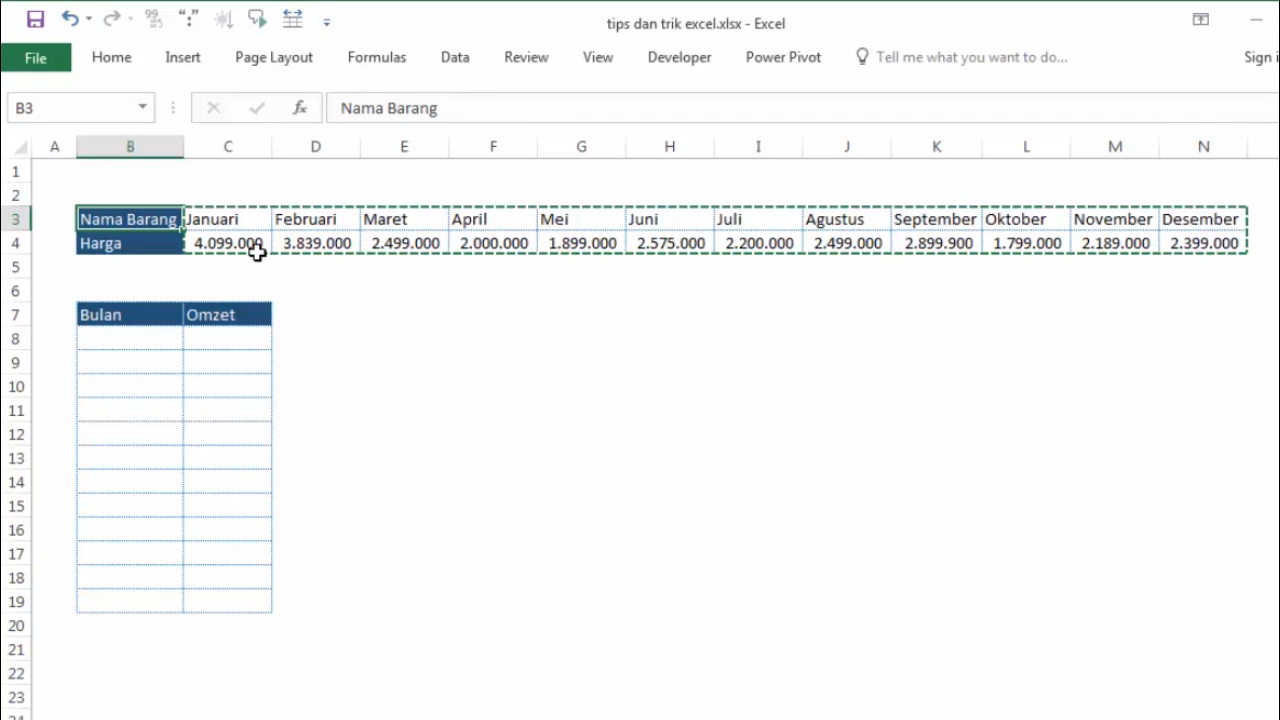 tips dan trik excel.xlsx - Excel
File Home Insert Page Layout Formulas Data Review View Developer Power Pivot Tell me what you want to do...
B3 fx Nama Barang
A B C D E F G H I J K L M N
1
2
3 Nama Barang Januari Februari Maret April Mei Juni Juli Agustus September Oktober November Desember
4 Harga 4.099.000 3.839.000 2.499.000 2.000.000 1.899.000 2.575.000 2.200.000 2.499.000 2.899.900 1.799.000 2.189.000 2.399.000
5
6
7 Bulan Omzet
8
9
10
11
12
13
14
15
16
17
18
19
20
21
22
23